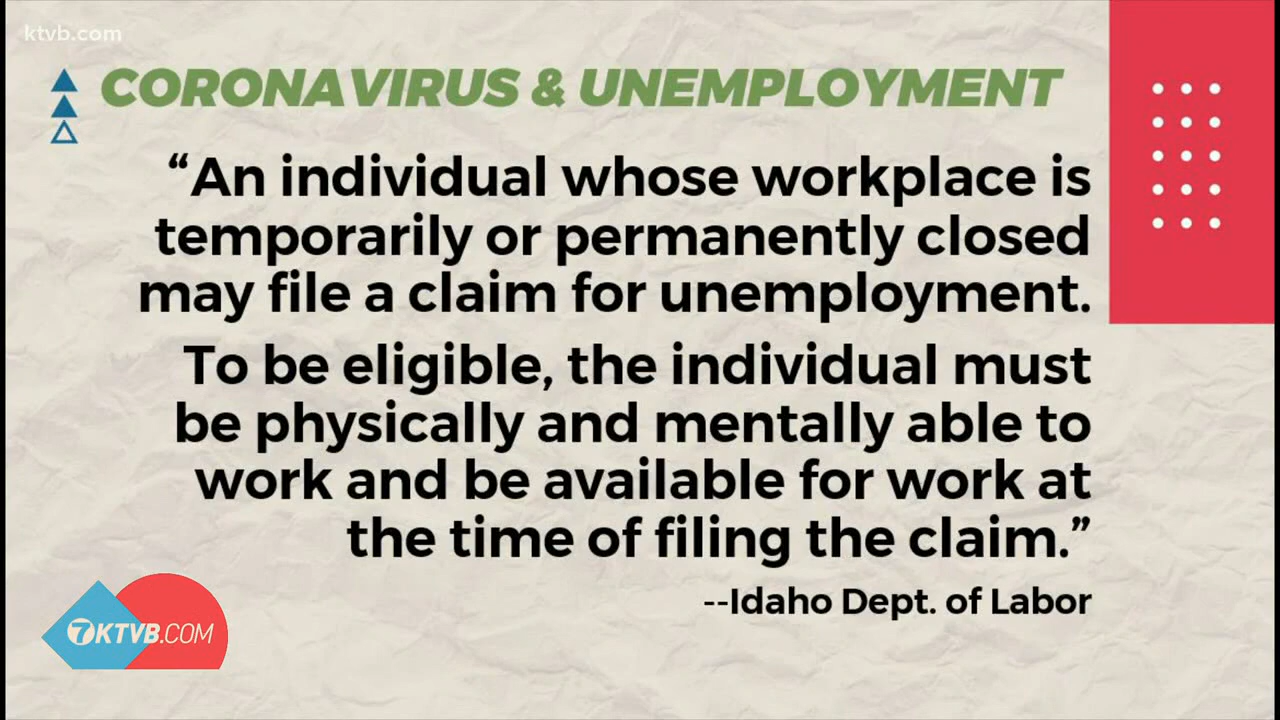 ktvb.com
CORONAVIRUS & UNEMPLOYMENT
“An individual whose workplace is
temporarily or permanently closed
may file a claim for unemployment.
To be eligible, the individual must
be physically and mentally able to
work and be available for work at
the time of filing the claim.”
--Idaho Dept. of Labor
7KTVB.COM